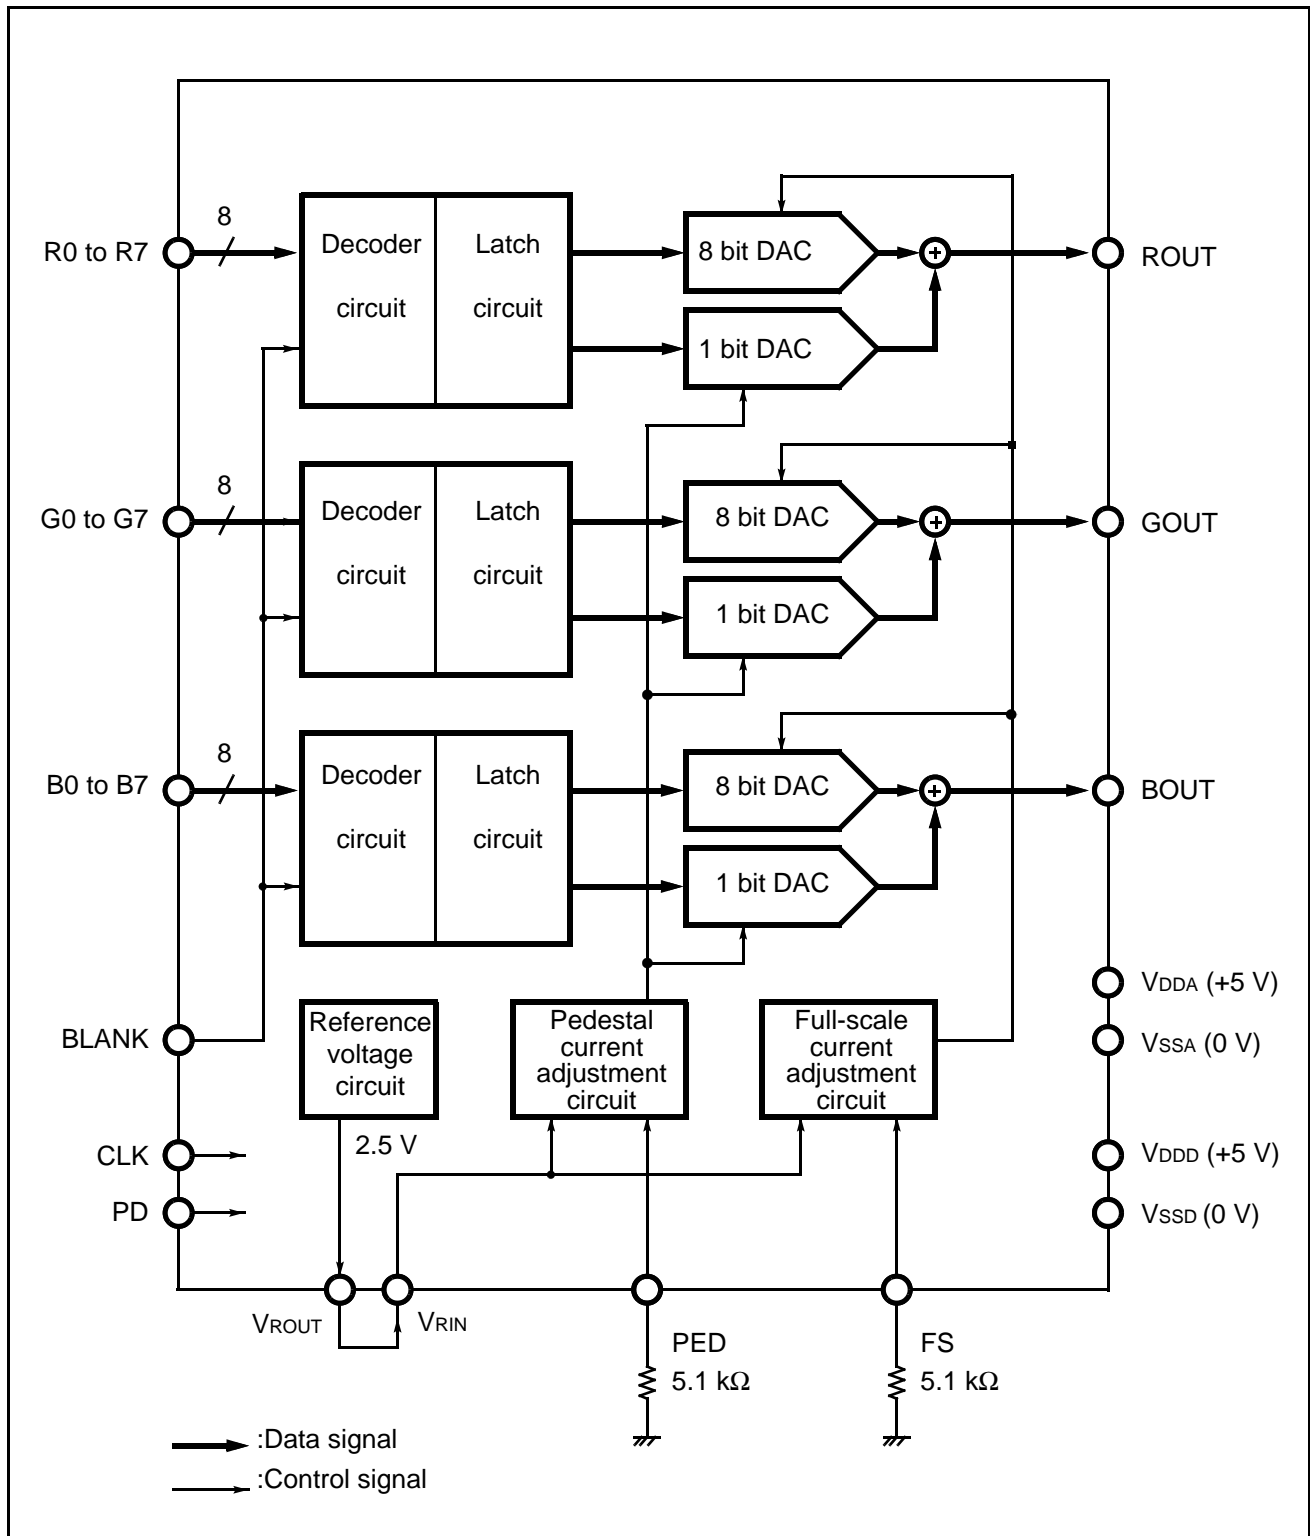 8
R0 to R7
Decoder
circuit
Latch
circuit
8 bit DAC
+
ROUT
1 bit DAC
8
G0 to G7
Decoder
circuit
Latch
circuit
8 bit DAC
+
GOUT
1 bit DAC
8
B0 to B7
Decoder
circuit
Latch
circuit
8 bit DAC
+
BOUT
1 bit DAC
VDDA (+5 V)
BLANK
Reference
voltage
circuit
Pedestal
current
adjustment
circuit
Full-scale
current
adjustment
circuit
VSSA (0 V)
2.5 V
CLK
VDDD (+5 V)
PD
VSSD (0 V)
VROUT
VRIN
PED
5.1 kΩ
FS
5.1 kΩ
:Data signal
:Control signal